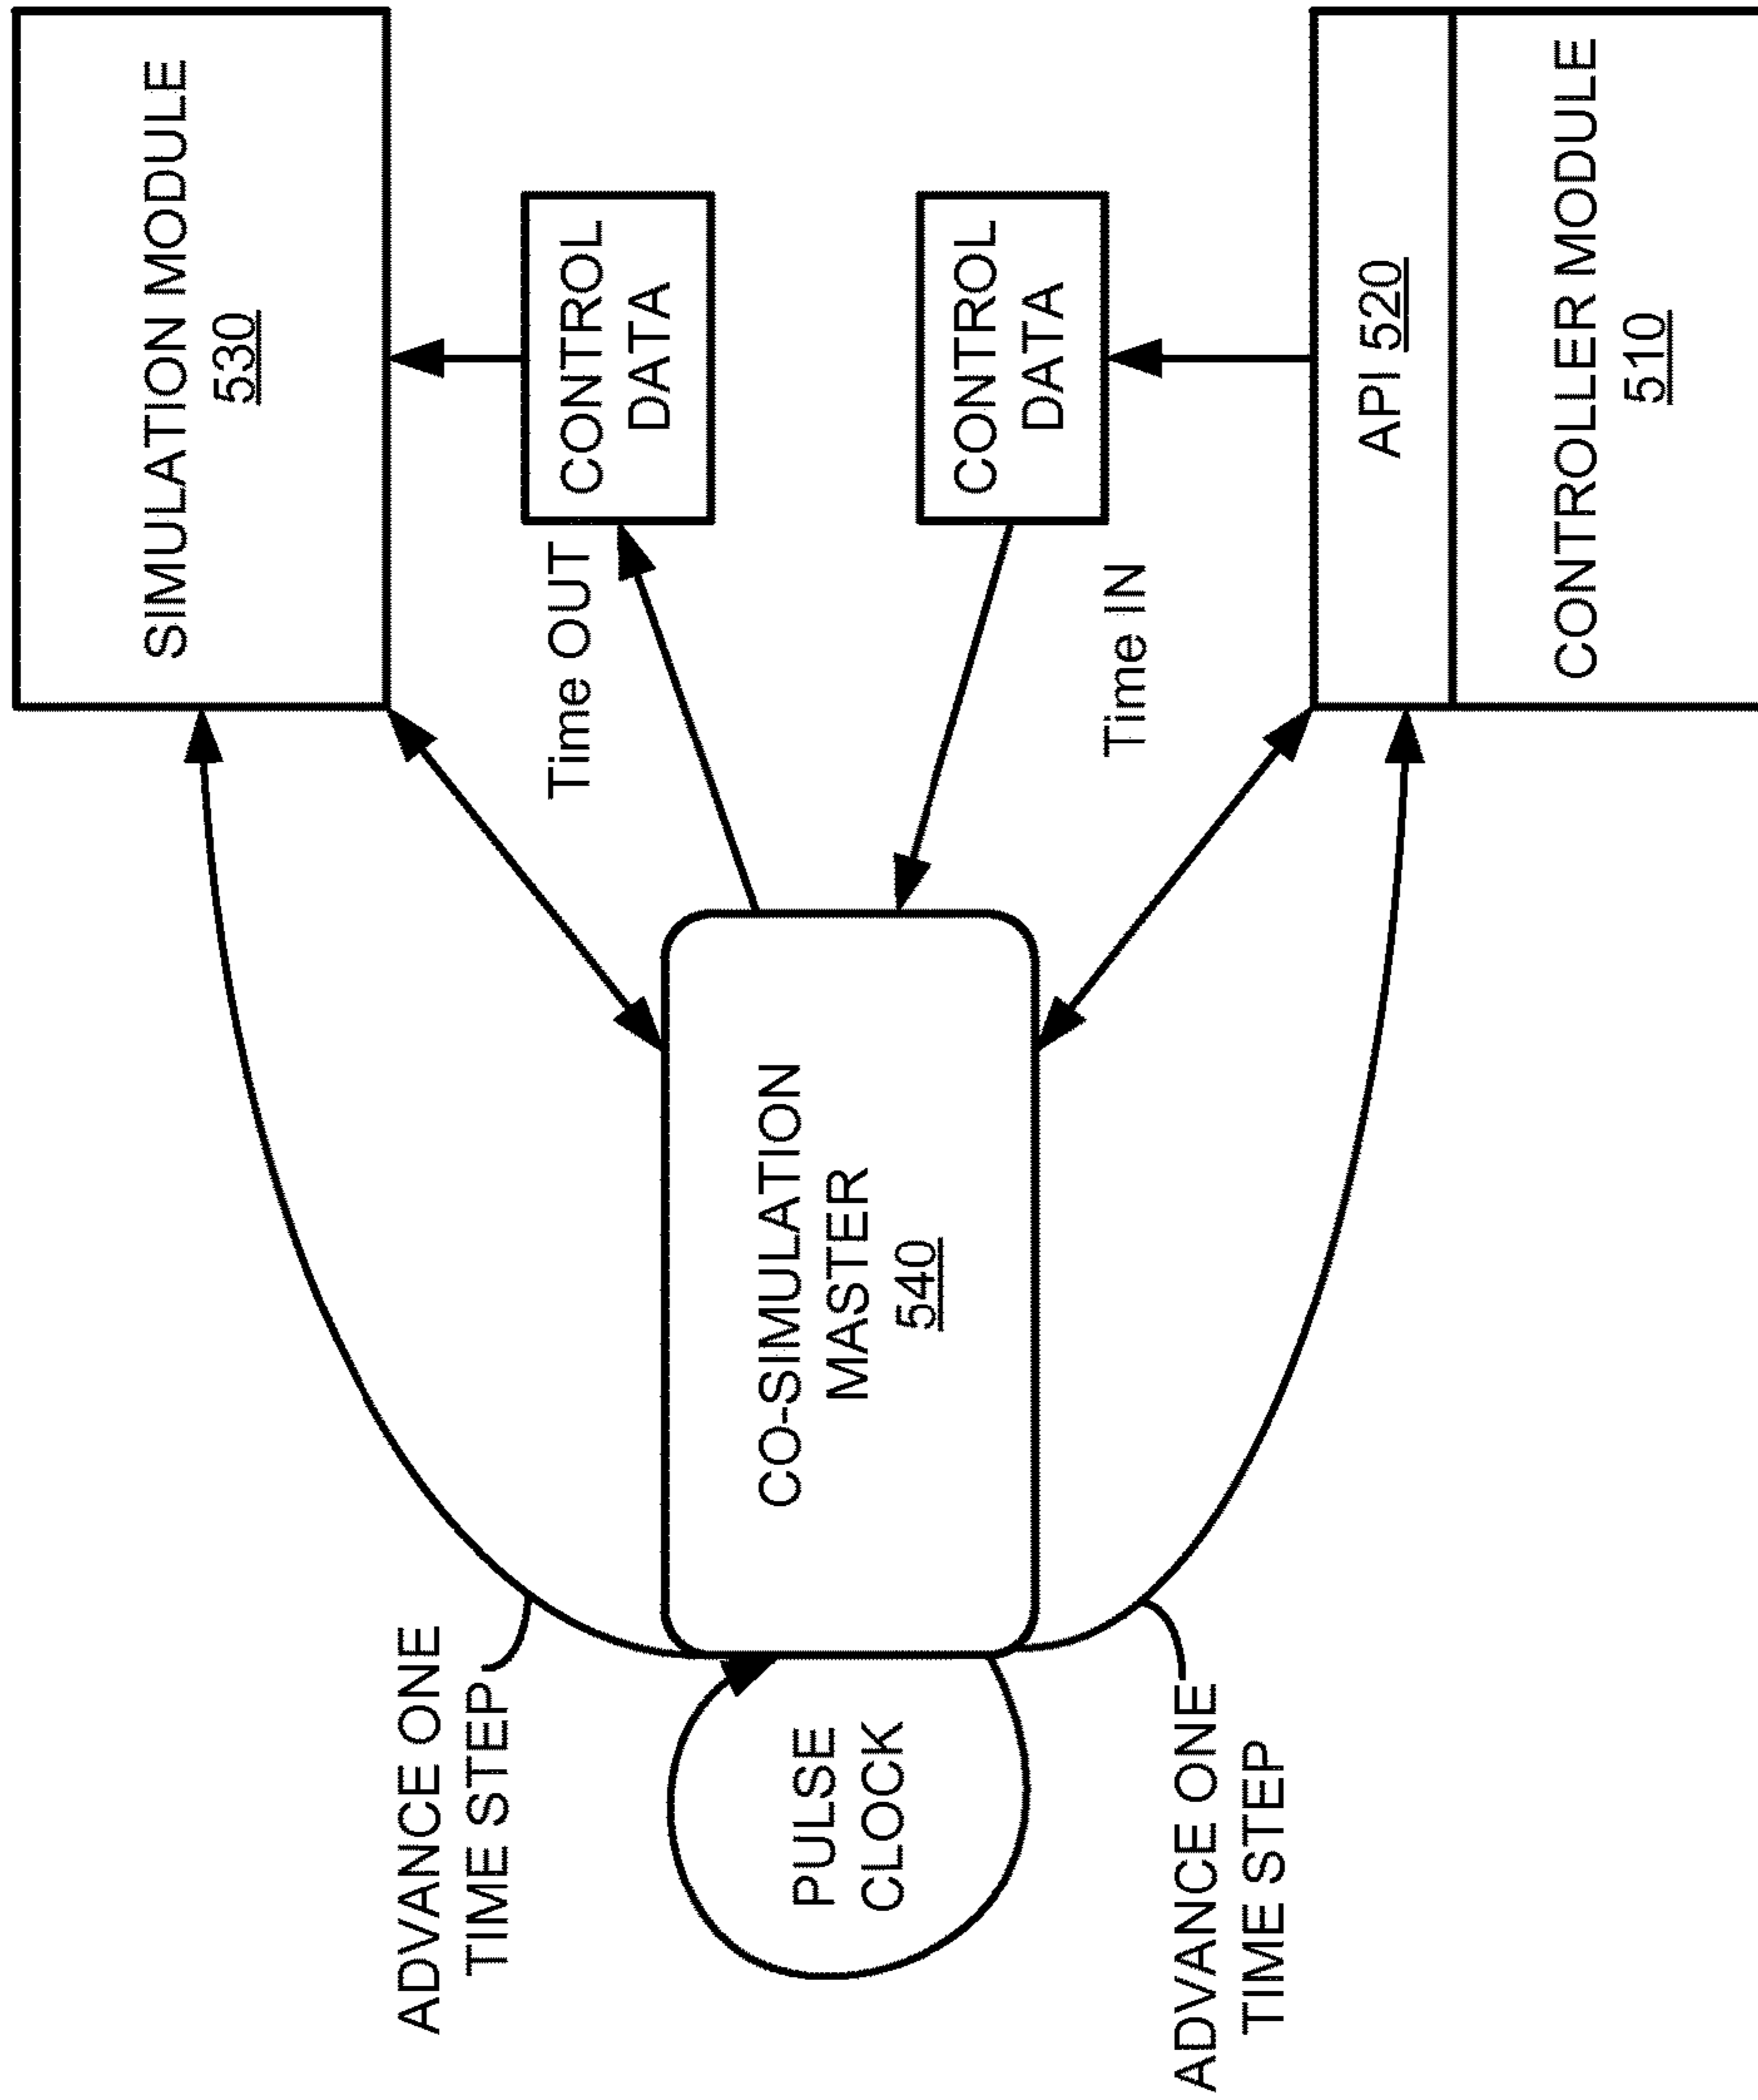 SIMULATION MODULE
530
CONTROL
DATA
Time OUT
CONTROL
DATA
Time IN
API 520
CONTROLLER MODULE
510
CO-SIMULATION
MASTER
540
ADVANCE ONE
TIME STEP
PULSE
CLOCK
ADVANCE ONE
TIME STEP